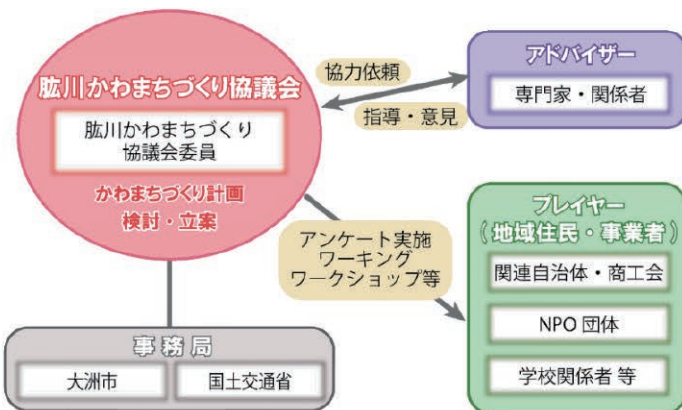 肱川かわまちづくり協議会
肱川かわまちづくり
協議会委員
かわまちづくり計画
検討・立案
協力依頼
指導・意見
アドバイザー
専門家・関係者
アンケート実施
ワーキング
ワークショップ等
プレイヤー
(地域住民・事業者)
関連自治体・商工会
NPO 団体
学校関係者 等
事務局
大洲市
国土交通省